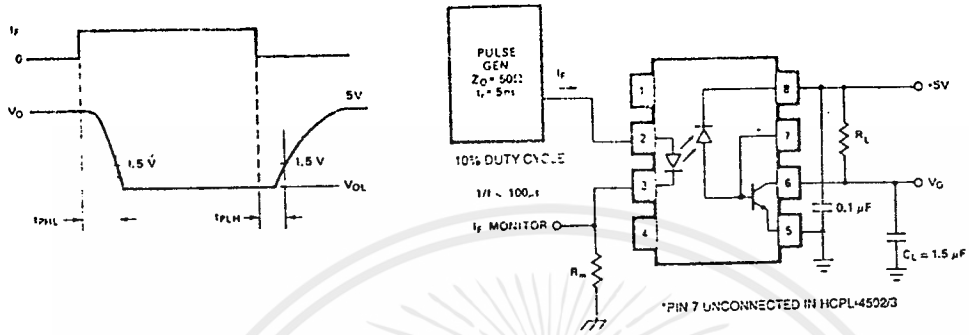 IF
0
VO
5V
1.5 V
1.5 V
VOL
tPHL
tPLH
PULSE
GEN
ZO = 50Ω
tr = 5ns
IF
10% DUTY CYCLE
1/f < 100µs
IF MONITOR
Rm
1
2
3
4
8
7
6
5
+5V
RL
VO
0.1 µF
CL = 1.5 µF
*PIN 7 UNCONNECTED IN HCPL-4502/3